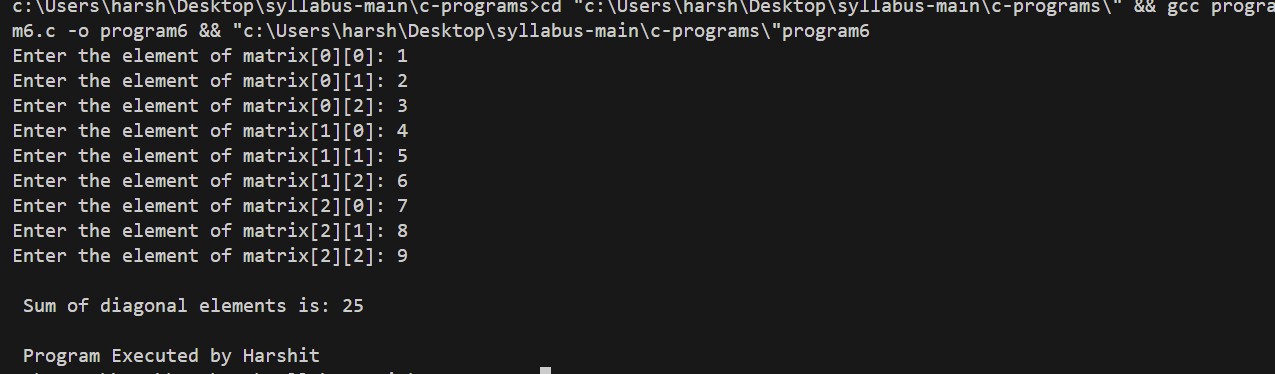 c:\Users\harsh\Desktop\syllabus-main\c-programs>cd "c:\Users\harsh\Desktop\syllabus-main\c-programs\" && gcc progra
m6.c -o program6 && "c:\Users\harsh\Desktop\syllabus-main\c-programs\"program6
Enter the element of matrix[0][0]: 1
Enter the element of matrix[0][1]: 2
Enter the element of matrix[0][2]: 3
Enter the element of matrix[1][0]: 4
Enter the element of matrix[1][1]: 5
Enter the element of matrix[1][2]: 6
Enter the element of matrix[2][0]: 7
Enter the element of matrix[2][1]: 8
Enter the element of matrix[2][2]: 9
Sum of diagonal elements is: 25
Program Executed by Harshit